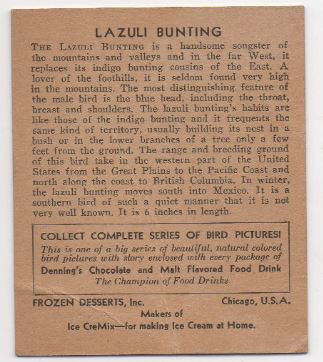 LAZULI BUNTING
THE LAZULI BUNTING is a handsome songster of
the mountains and valleys and in the far West, it
replaces its indigo bunting cousins of the East. A
lover of the foothills, it is seldom found very high
in the mountains. The most distinguishing feature of
the male bird is the blue head, including the throat,
breast and shoulders. The lazuli bunting's habits are
like those of the indigo bunting and it frequents the
same kind of territory, usually building its nest in a
bush or in the lower branches of a tree only a few
feet from the ground. The range and breeding ground
of this bird take in the western part of the United
States from the Great Plains to the Pacific Coast and
north along the coast to British Columbia. In winter,
the lazuli bunting moves south into Mexico. It is a
southern bird of such a quiet manner that it is not
very well known. It is 6 inches in length.
COLLECT COMPLETE SERIES OF BIRD PICTURES!
This is one of a big series of beautiful, natural colored
bird pictures with story enclosed with every package of
Denning's Chocolate and Malt Flavored Food Drink
The Champion of Food Drinks
FROZEN DESSERTS, Inc. Chicago, U.S.A.
Makers of
Ice CreMix—for making Ice Cream at Home.